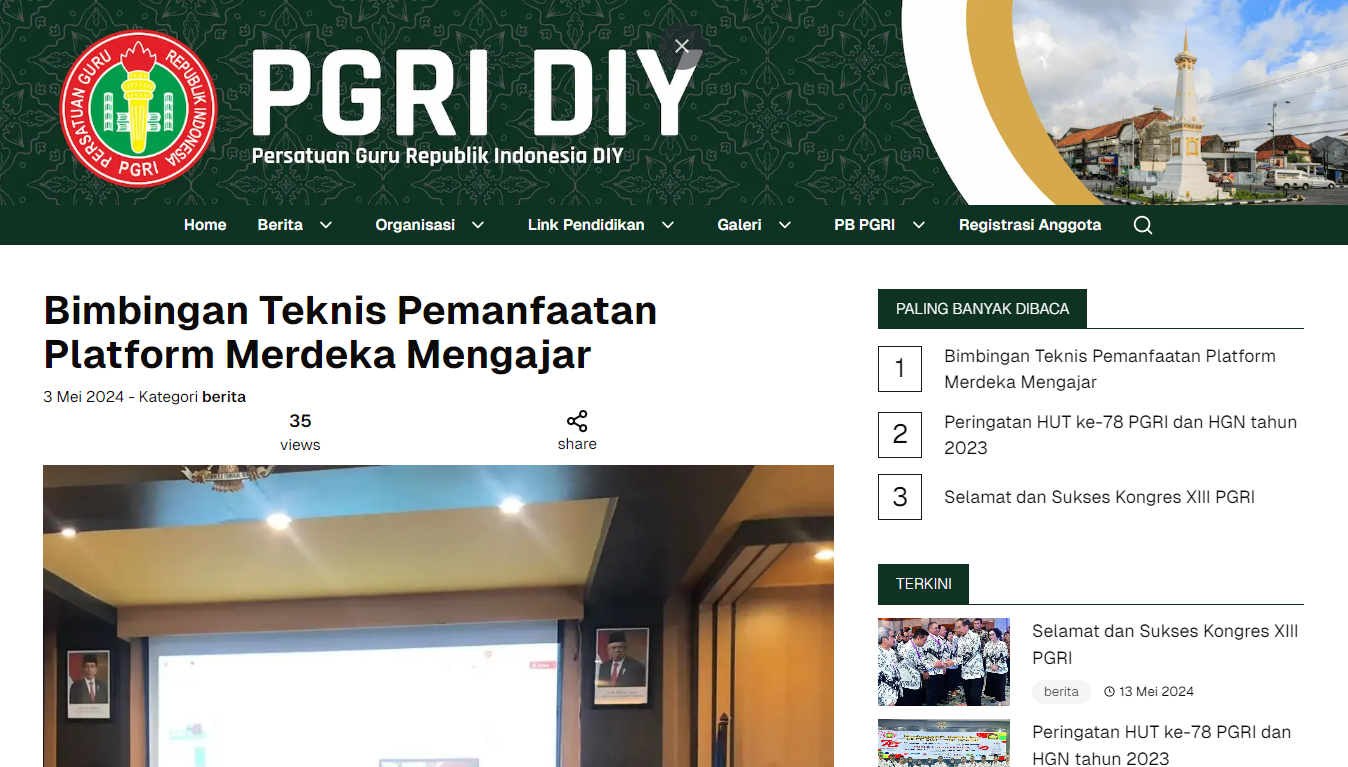 PERSATUAN GURU REPUBLIK INDONESIA
PGRI
PGRI DIY
Persatuan Guru Republik Indonesia DIY
Home Berita Organisasi Link Pendidikan Galeri PB PGRI Registrasi Anggota
Bimbingan Teknis Pemanfaatan
Platform Merdeka Mengajar
3 Mei 2024 - Kategori berita
35
views
share
PALING BANYAK DIBACA
1
Bimbingan Teknis Pemanfaatan Platform
Merdeka Mengajar
2
Peringatan HUT ke-78 PGRI dan HGN tahun
2023
3
Selamat dan Sukses Kongres XIII PGRI
TERKINI
Selamat dan Sukses Kongres XIII
PGRI
berita 13 Mei 2024
Peringatan HUT ke-78 PGRI dan
HGN tahun 2023